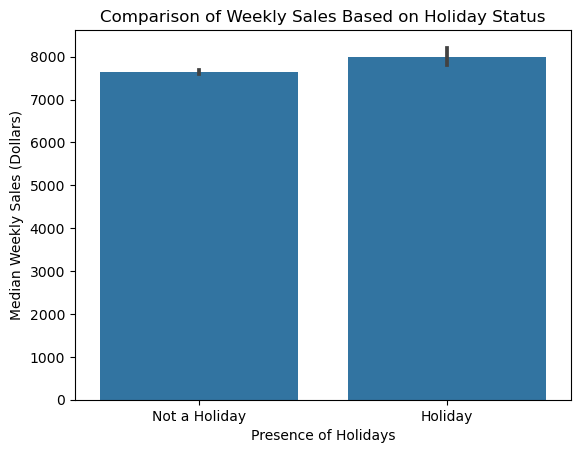 Comparison of Weekly Sales Based on Holiday Status
Median Weekly Sales (Dollars)
8000
7000
6000
5000
4000
3000
2000
1000
0
Not a Holiday
Holiday
Presence of Holidays